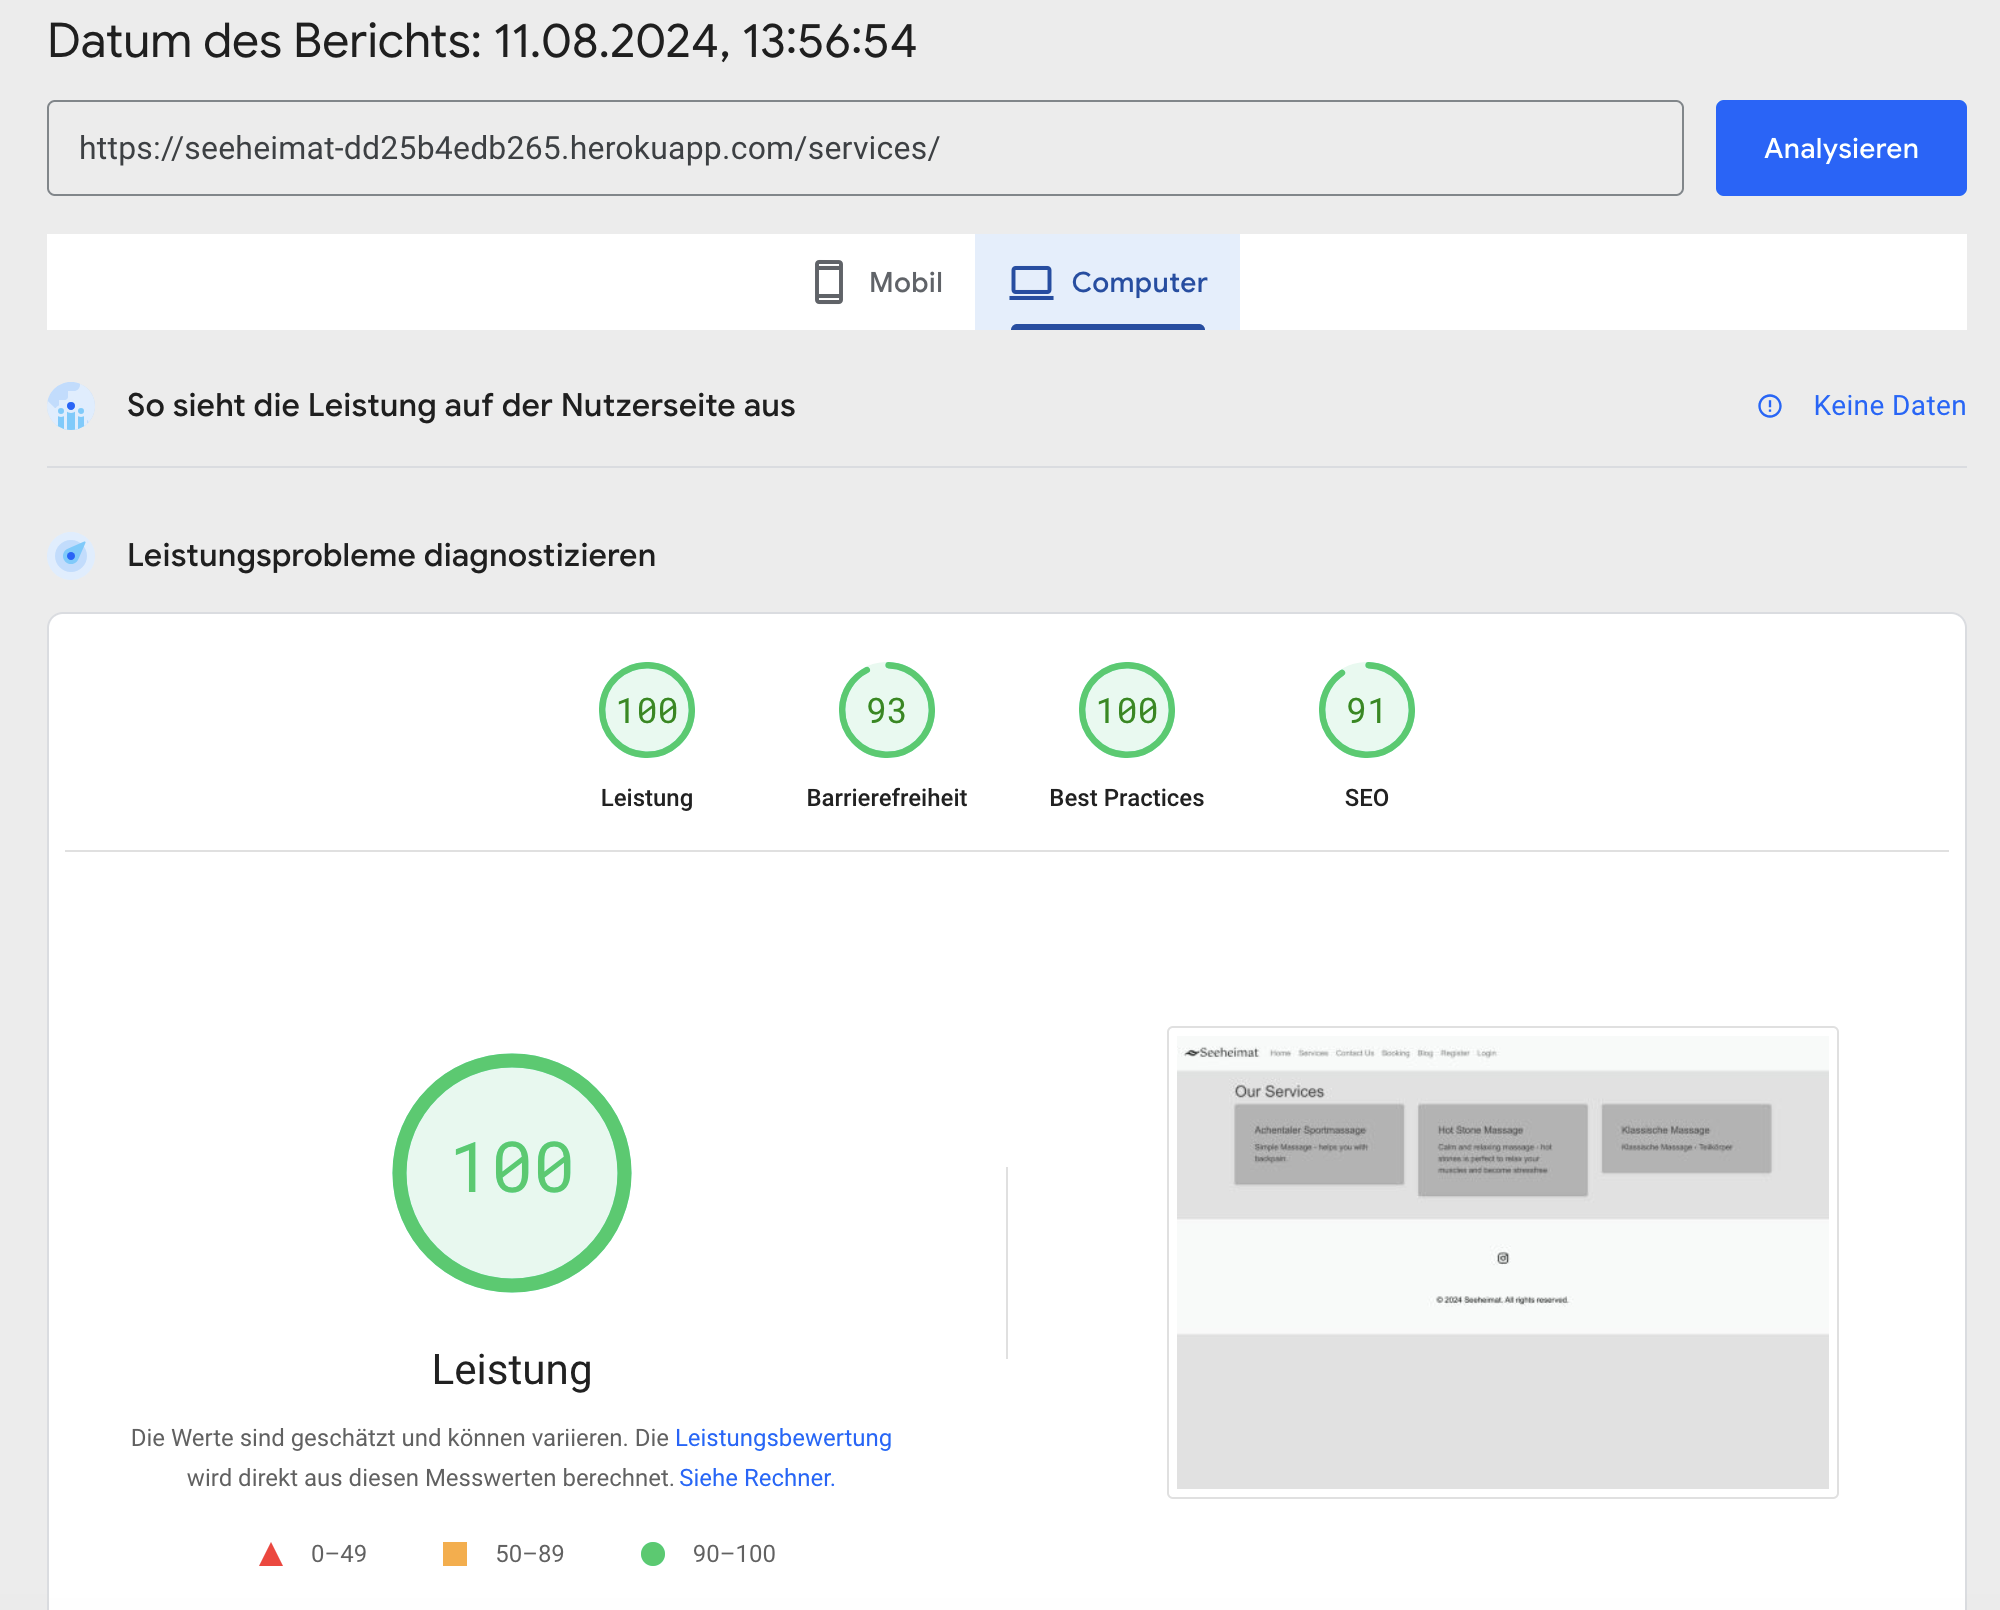 Datum des Berichts: 11.08.2024, 13:56:54
https://seeheimat-dd25b4edb265.herokuapp.com/services/
Analysieren
Mobil
Computer
So sieht die Leistung auf der Nutzerseite aus
Keine Daten
Leistungsprobleme diagnostizieren
100
93
100
91
Leistung
Barrierefreiheit
Best Practices
SEO
100
Leistung
Die Werte sind geschätzt und können variieren. Die Leistungsbewertung
wird direkt aus diesen Messwerten berechnet. Siehe Rechner.
0–49
50–89
90–100
Seeheimat
Home Services Contact Us Booking Blog Register Login
Our Services
Achentaler Sportmassage
Simple Massage - helps you with
backpain.
Hot Stone Massage
Calm and relaxing massage - hot
stones is perfect to relax your
muscles and become stressfree
Klassische Massage
Klassische Massage - Teilkörper
© 2024 Seeheimat. All rights reserved.